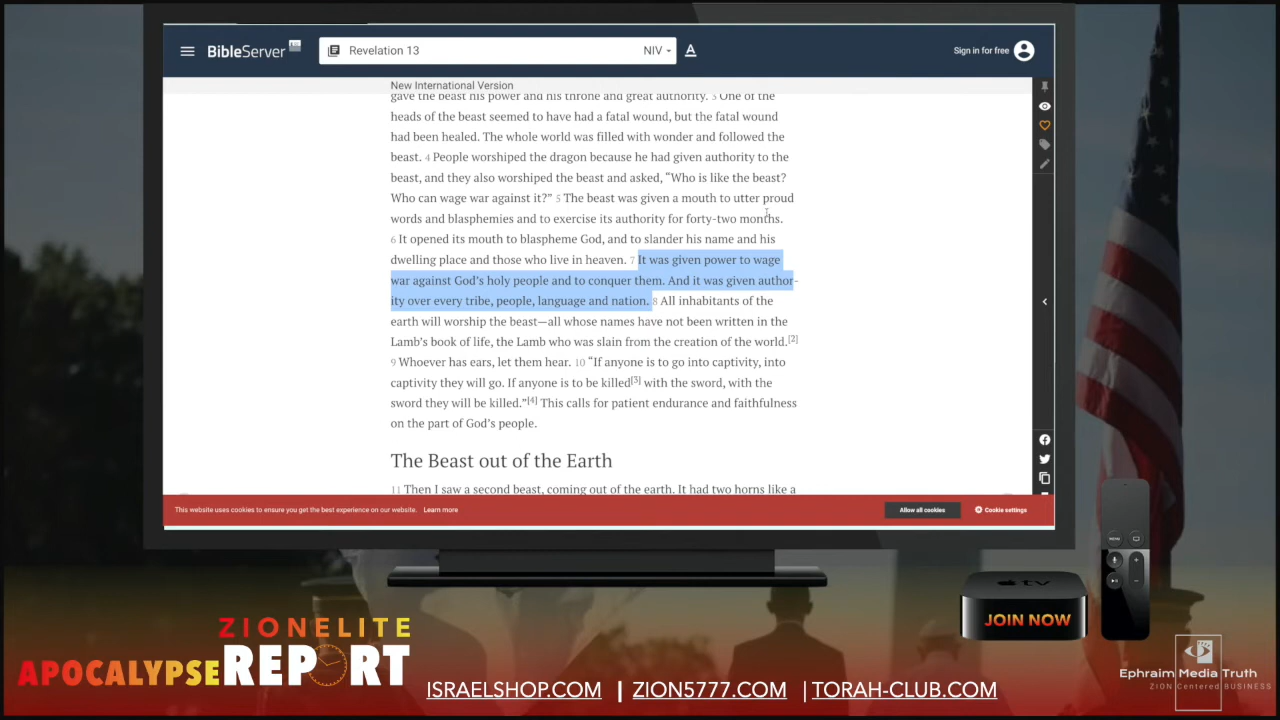 BibleServer
Revelation 13
NIV
A
Sign in for free
New International Version
gave the beast his power and his throne and great authority. 3 One of the
heads of the beast seemed to have had a fatal wound, but the fatal wound
had been healed. The whole world was filled with wonder and followed the
beast. 4 People worshiped the dragon because he had given authority to the
beast, and they also worshiped the beast and asked, “Who is like the beast?
Who can wage war against it?” 5 The beast was given a mouth to utter proud
words and blasphemies and to exercise its authority for forty-two months.
6 It opened its mouth to blaspheme God, and to slander his name and his
dwelling place and those who live in heaven. 7 It was given power to wage
war against God’s holy people and to conquer them. And it was given author-
ity over every tribe, people, language and nation. 8 All inhabitants of the
earth will worship the beast—all whose names have not been written in the
Lamb’s book of life, the Lamb who was slain from the creation of the world.[2]
9 Whoever has ears, let them hear. 10 “If anyone is to go into captivity, into
captivity they will go. If anyone is to be killed[3] with the sword, with the
sword they will be killed.”[4] This calls for patient endurance and faithfulness
on the part of God’s people.
The Beast out of the Earth
11 Then I saw a second beast, coming out of the earth. It had two horns like a
This website uses cookies to ensure you get the best experience on our website. Learn more
Allow all cookies
Cookie settings
MENU
tv
JOIN NOW
ZIONELITE
APOCALYPSE REPORT
ISRAELSHOP.COM | ZION5777.COM | TORAH-CLUB.COM
Ephraim Media Truth
ZION Centered BUSINESS